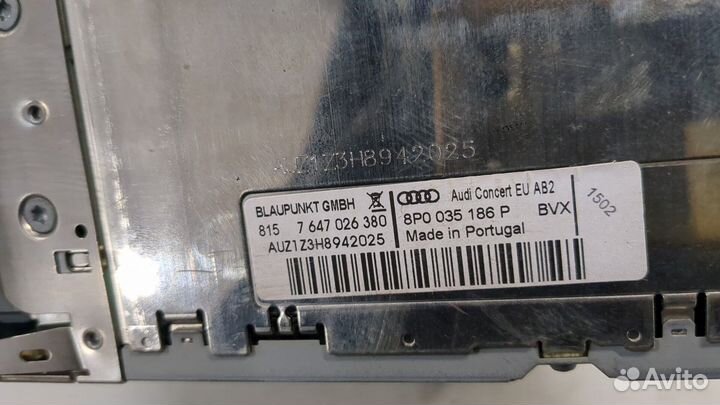 AUZ1Z3H8942025
BLAUPUNKT GMBH
815 7 647 026 380
AUZ1Z3H8942025
Audi Concert EU AB2
8P0 035 186 P BVX
Made in Portugal
1502
Avito